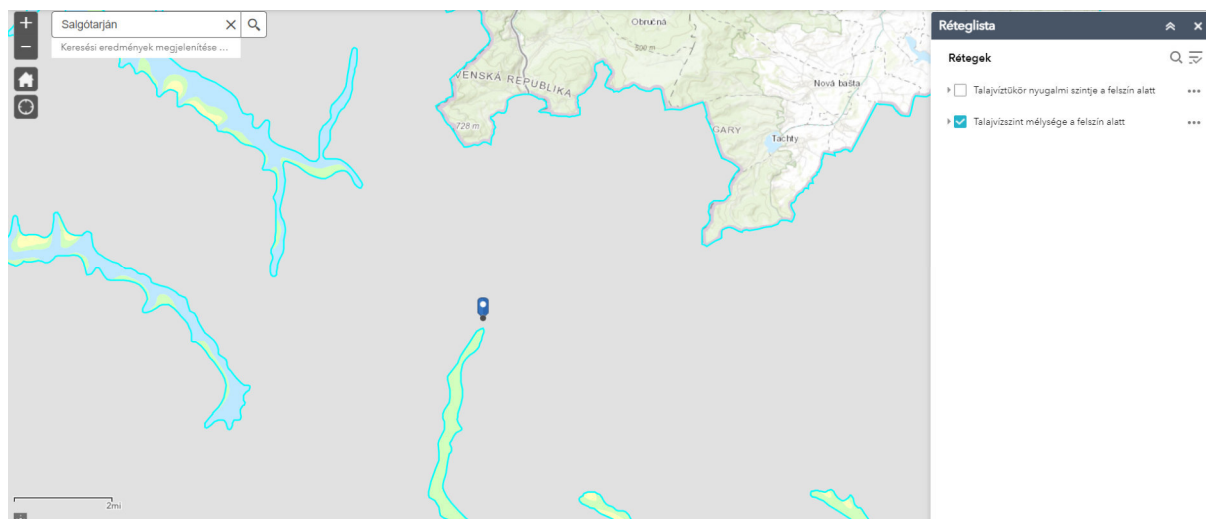 Salgótarján
Keresési eredmények megjelenítése ...
Obručná
800 m
VENSKÁ REPUBLIKA
728 m
Nová bašta
GARY
Tachty
2mi
Réteglista
Rétegek
Talajvíztükör nyugalmi szintje a felszín alatt
Talajvízszint mélysége a felszín alatt